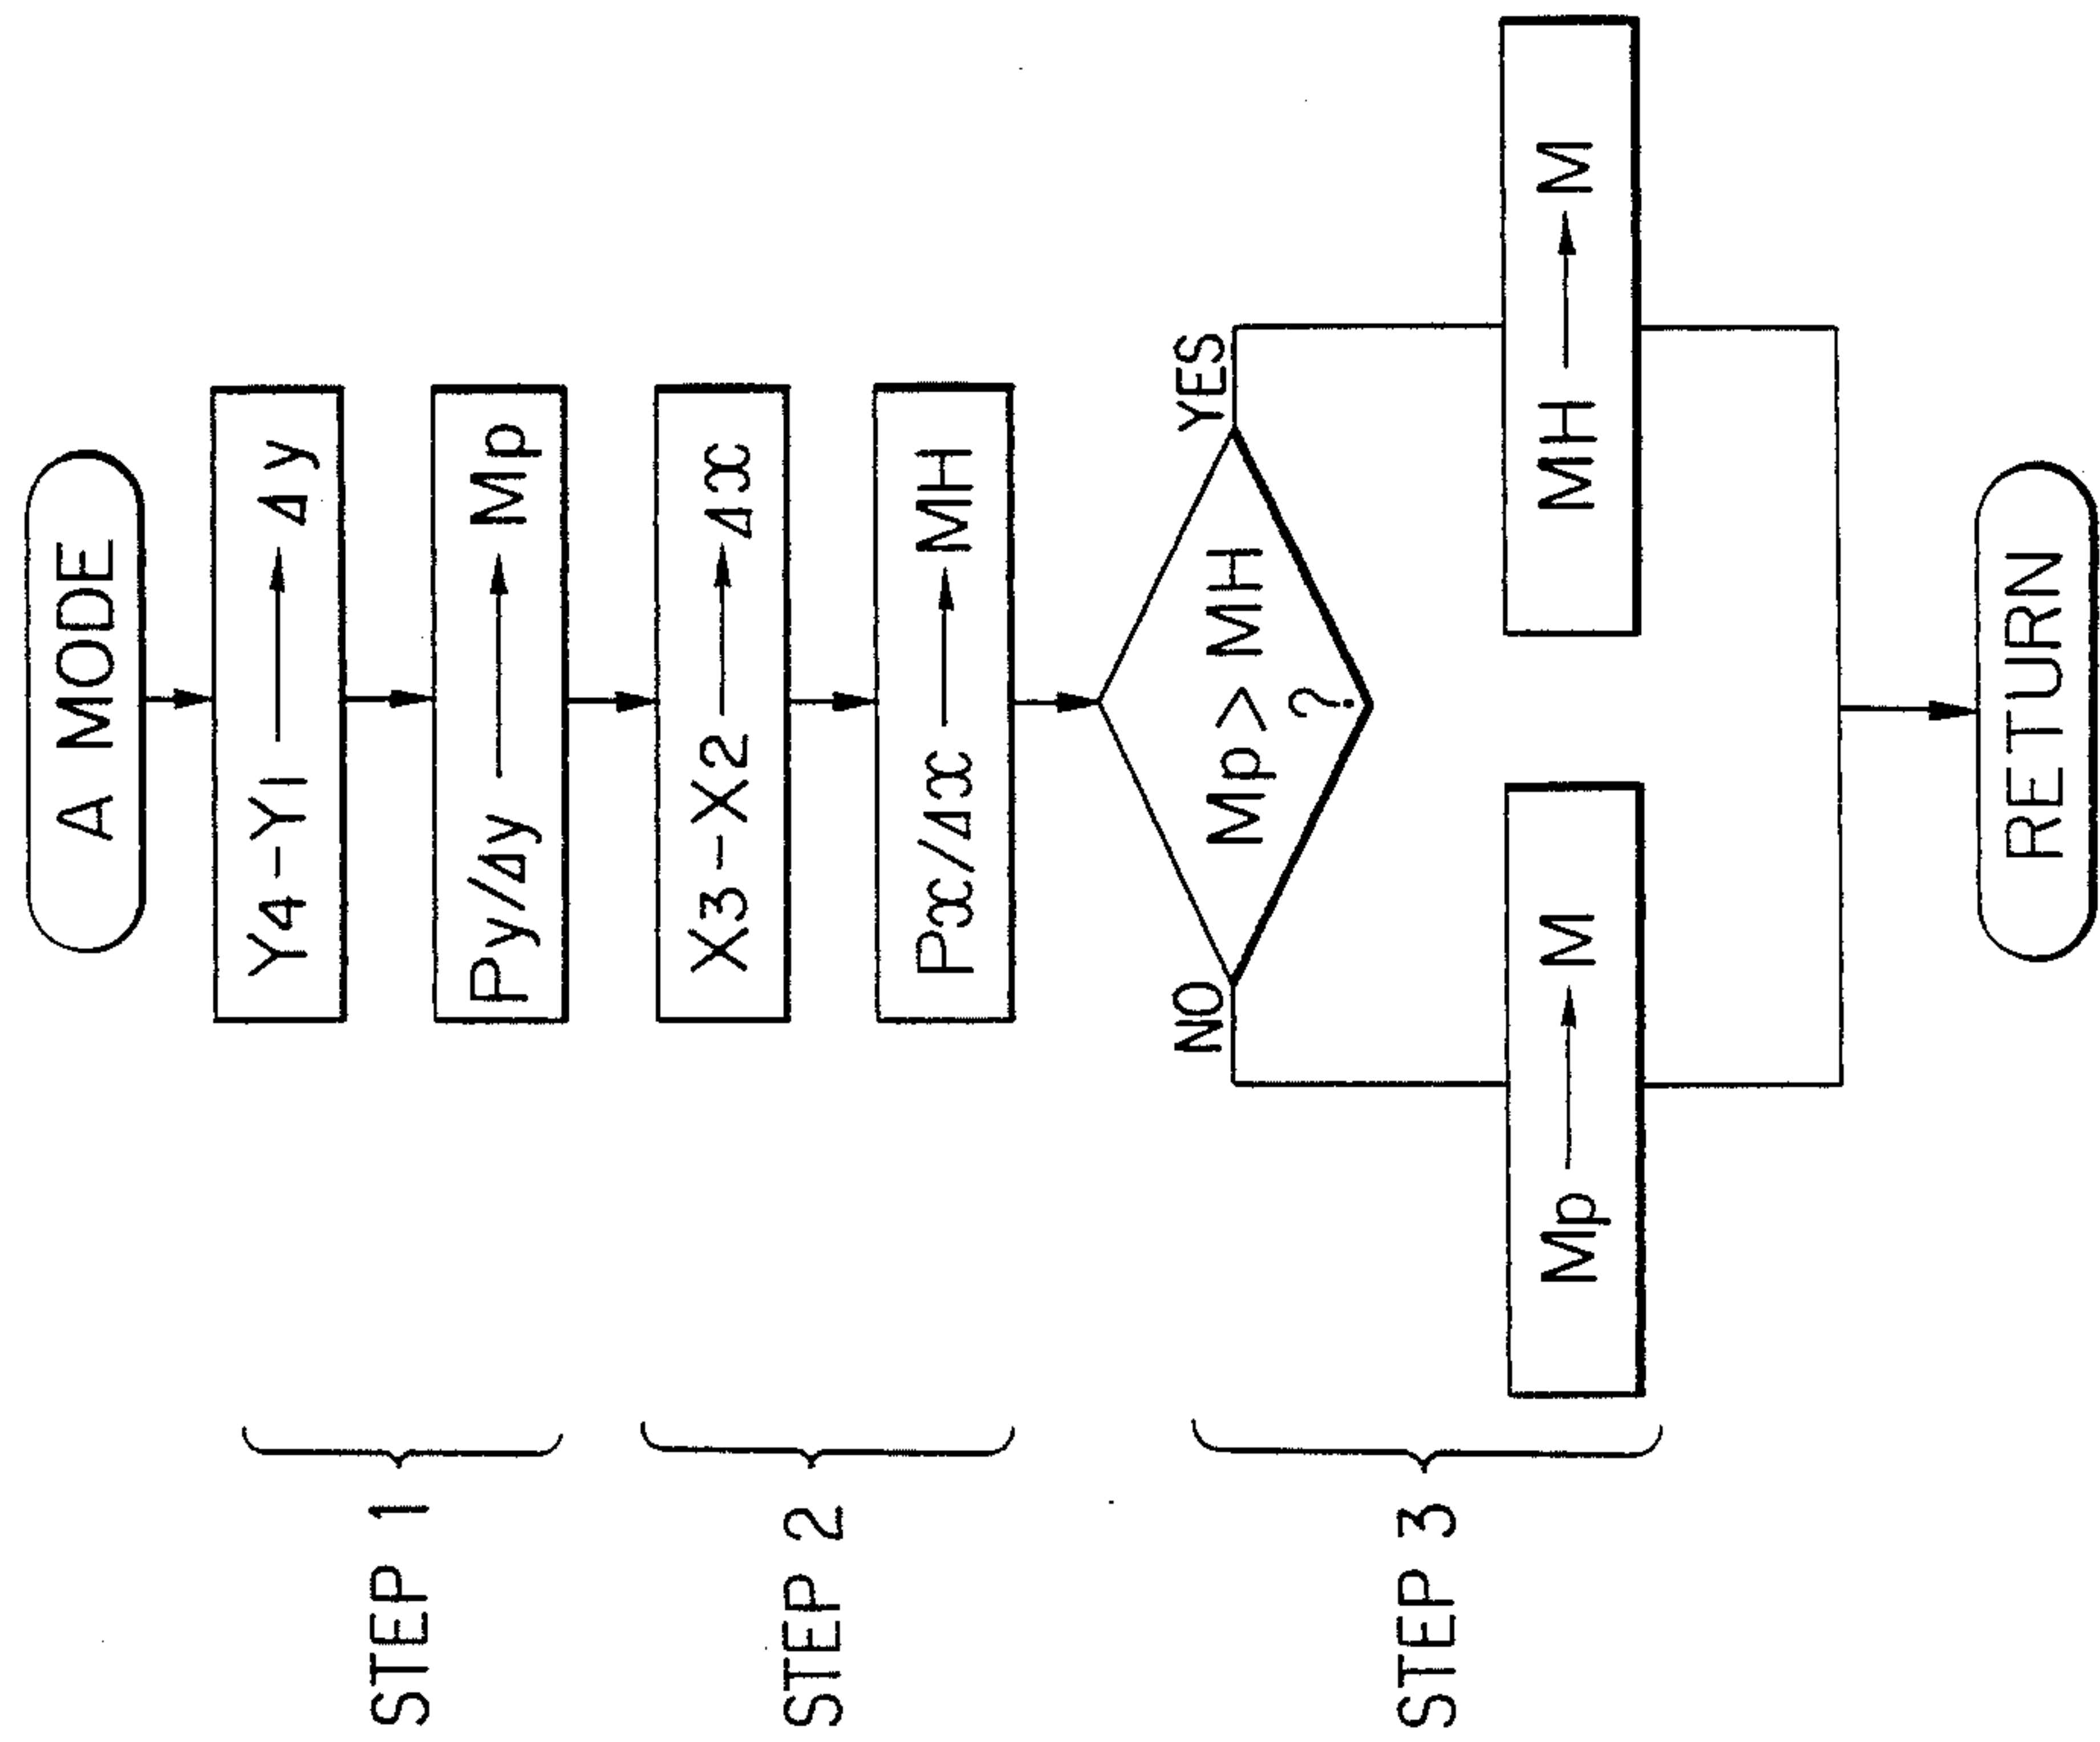 A MODE
Y4-Y1 → Δy
Py/Δy → Mp
STEP 1
X3-X2 → Δx
Px/Δx → MH
STEP 2
Mp > MH
?
NO
YES
Mp → M
MH → M
STEP 3
RETURN